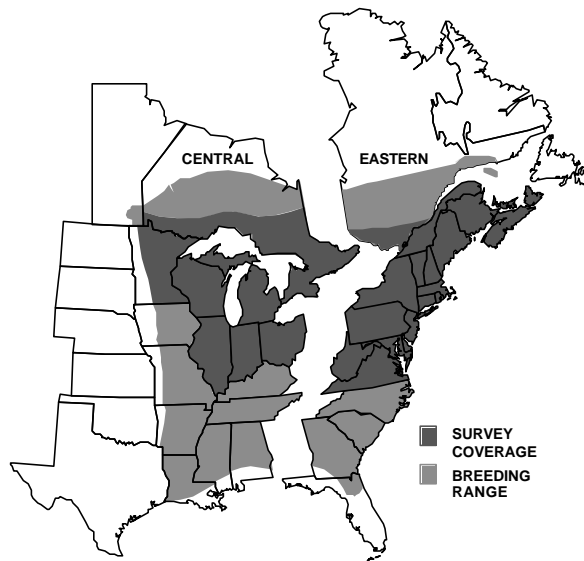 CENTRAL
EASTERN
SURVEY
COVERAGE
BREEDING
RANGE